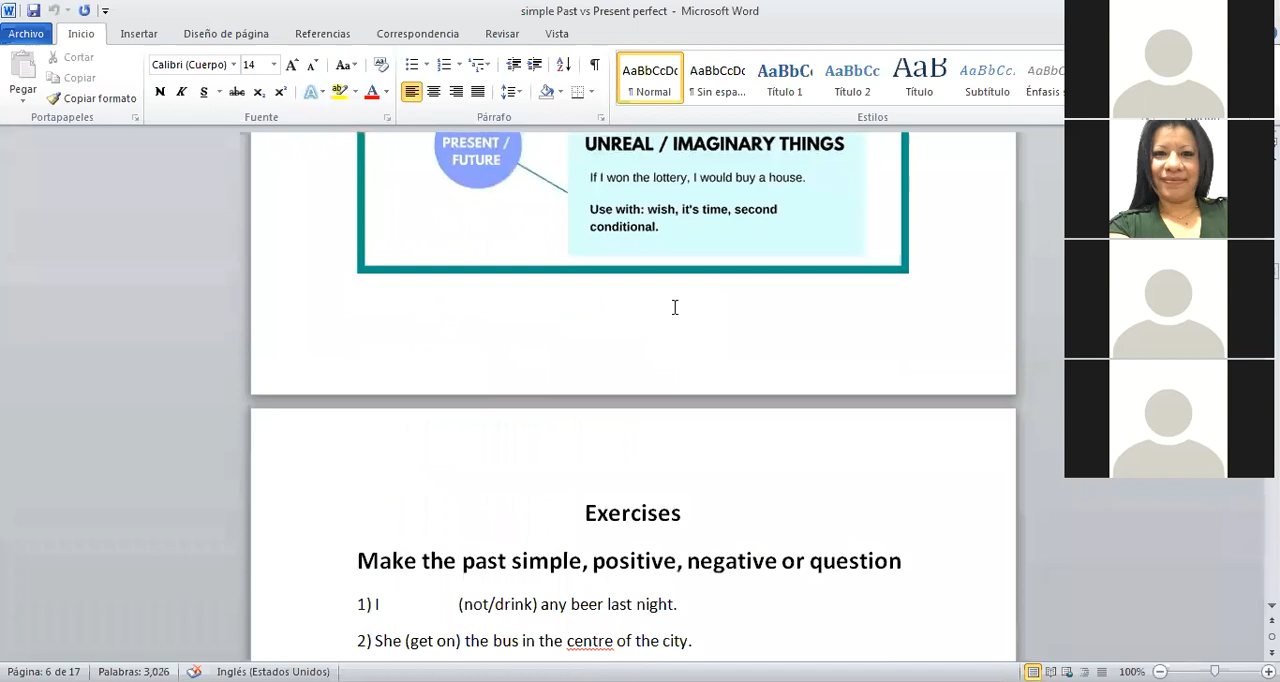 simple Past vs Present perfect - Microsoft Word
Archivo Inicio Insertar Diseño de página Referencias Correspondencia Revisar Vista
Cortar
Copiar
Copiar formato
Pegar
Portapapeles
Calibri (Cuerpo) 14
Aa
N K S abc x₂ x² A A
Fuente
Párrafo
AaBbCcDc AaBbCcDc AaBbC AaBbCc AaB AaBbCc. AaBbCc
¶ Normal ¶ Sin espa... Título 1 Título 2 Título Subtítulo Énfasis
Estilos
PRESENT /
FUTURE
UNREAL / IMAGINARY THINGS
If I won the lottery, I would buy a house.
Use with: wish, it's time, second
conditional.
Exercises
Make the past simple, positive, negative or question
1) I (not/drink) any beer last night.
2) She (get on) the bus in the centre of the city.
Página: 6 de 17 Palabras: 3,026 Inglés (Estados Unidos) 100%